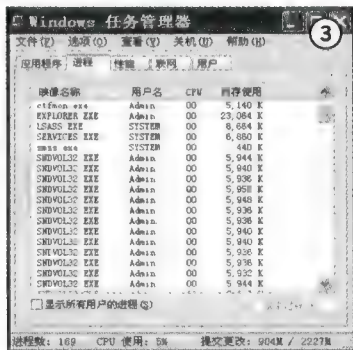 Windows 任务管理器
③
文件(F) 选项(O) 查看(V) 关机(U) 帮助(H)
应用程序 进程 性能 联网 用户
映像名称 用户名 CPU 内存使用
ctfmon.exe Admin 00 5,140 K
EXPLORER.EXE Admin 00 23,064 K
LSASS.EXE SYSTEM 00 6,664 K
SERVICES.EXE SYSTEM 00 6,660 K
smss.exe SYSTEM 00 440 K
SNDVOL32.EXE Admin 00 5,944 K
SNDVOL32.EXE Admin 00 5,940 K
SNDVOL32.EXE Admin 00 5,936 K
SNDVOL32.EXE Admin 00 5,958 K
SNDVOL32.EXE Admin 00 5,948 K
SNDVOL32.EXE Admin 00 5,936 K
SNDVOL32.EXE Admin 00 5,936 K
SNDVOL32.EXE Admin 00 5,940 K
SNDVOL32.EXE Admin 00 5,940 K
SNDVOL32.EXE Admin 00 5,936 K
SNDVOL32.EXE Admin 00 5,936 K
SNDVOL32.EXE Admin 00 5,932 K
SNDVOL32.EXE Admin 00 5,944 K
显示所有用户的进程(S)
进程数: 169 CPU 使用: 5% 提交更改: 904M / 2227M